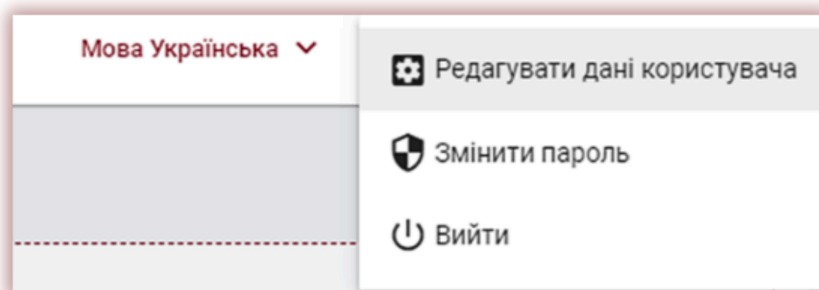 Мова Українська
Редагувати дані користувача
Змінити пароль
Вийти